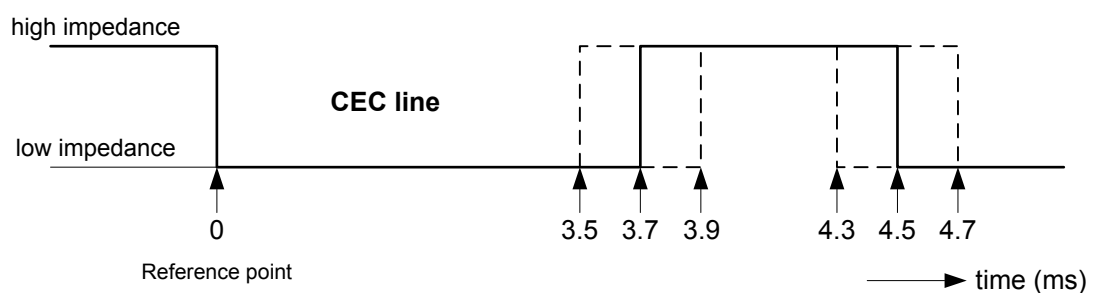 high impedance
CEC line
low impedance
0 3.5 3.7 3.9 4.3 4.5 4.7
Reference point
time (ms)